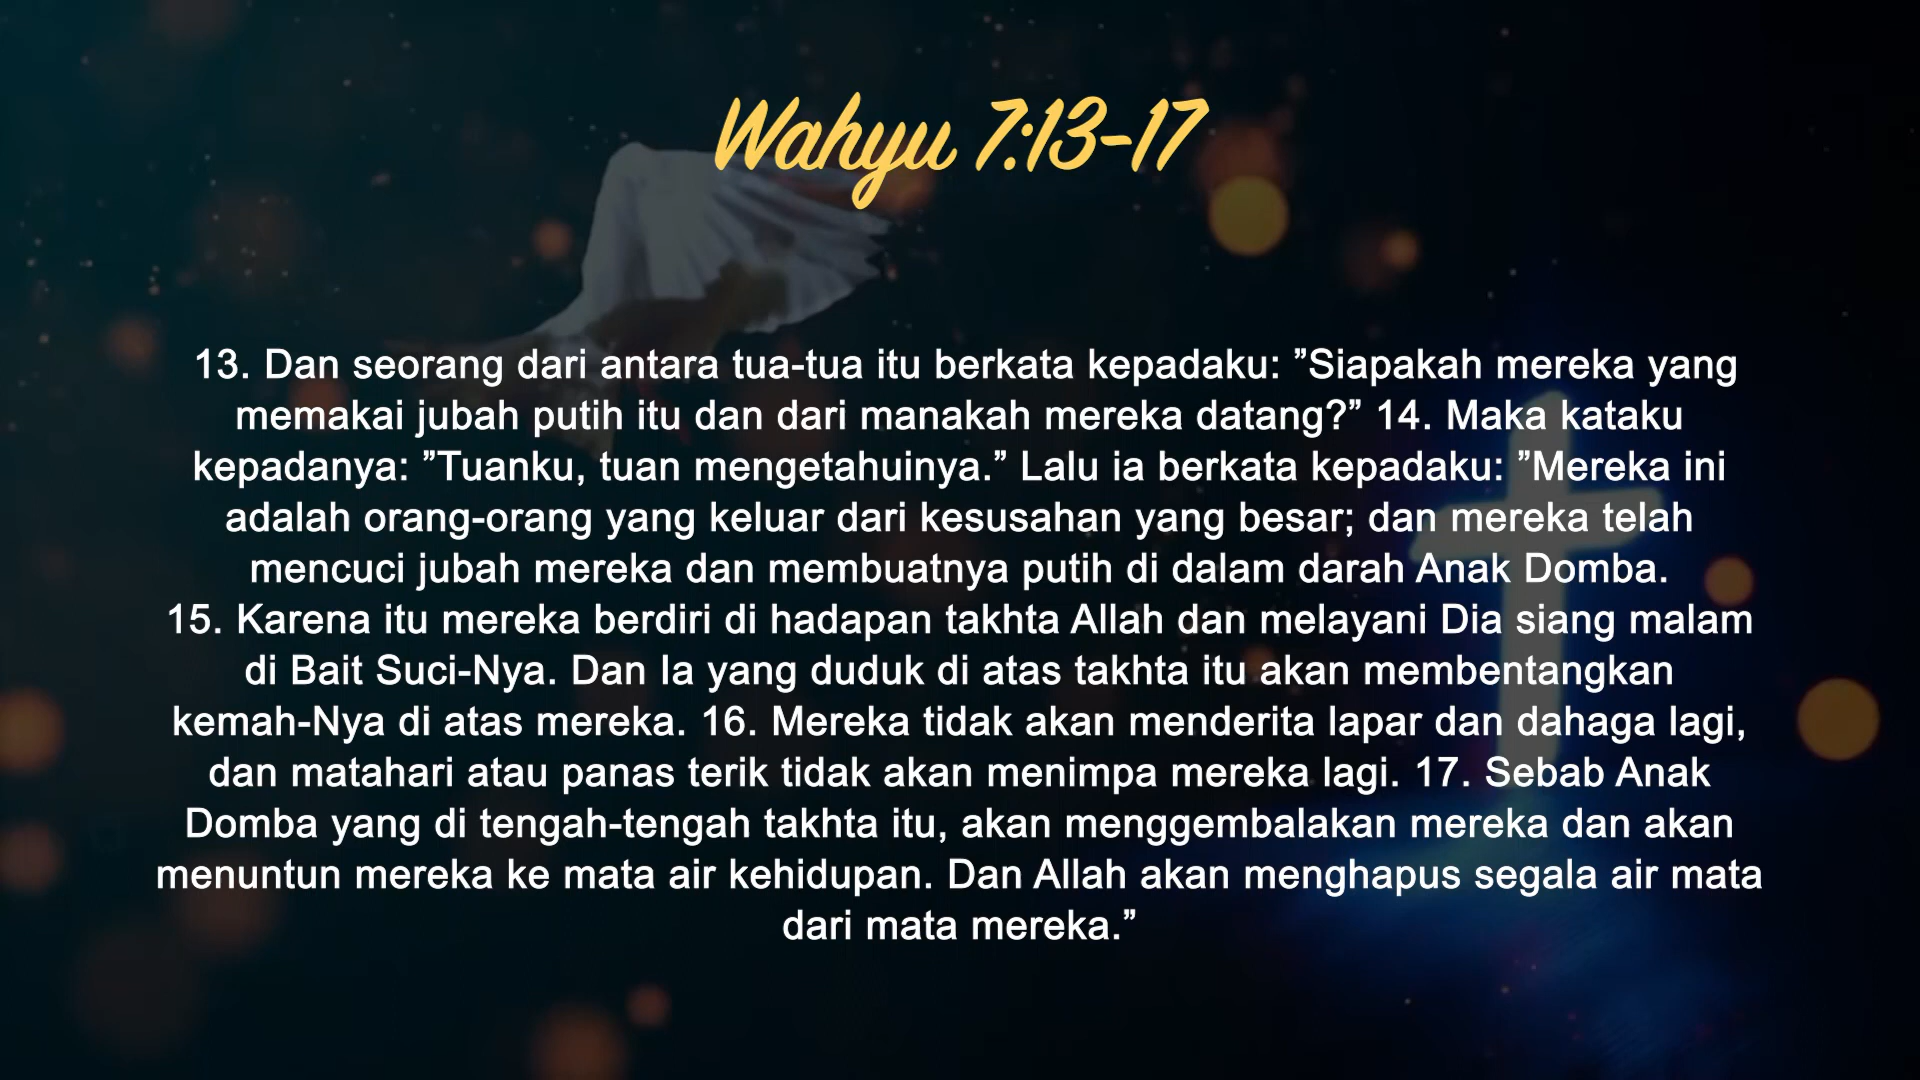 Wahyu 7:13-17
13. Dan seorang dari antara tua-tua itu berkata kepadaku: ”Siapakah mereka yang
memakai jubah putih itu dan dari manakah mereka datang?” 14. Maka kataku
kepadanya: ”Tuanku, tuan mengetahuinya.” Lalu ia berkata kepadaku: ”Mereka ini
adalah orang-orang yang keluar dari kesusahan yang besar; dan mereka telah
mencuci jubah mereka dan membuatnya putih di dalam darah Anak Domba.
15. Karena itu mereka berdiri di hadapan takhta Allah dan melayani Dia siang malam
di Bait Suci-Nya. Dan Ia yang duduk di atas takhta itu akan membentangkan
kemah-Nya di atas mereka. 16. Mereka tidak akan menderita lapar dan dahaga lagi,
dan matahari atau panas terik tidak akan menimpa mereka lagi. 17. Sebab Anak
Domba yang di tengah-tengah takhta itu, akan menggembalakan mereka dan akan
menuntun mereka ke mata air kehidupan. Dan Allah akan menghapus segala air mata
dari mata mereka.”